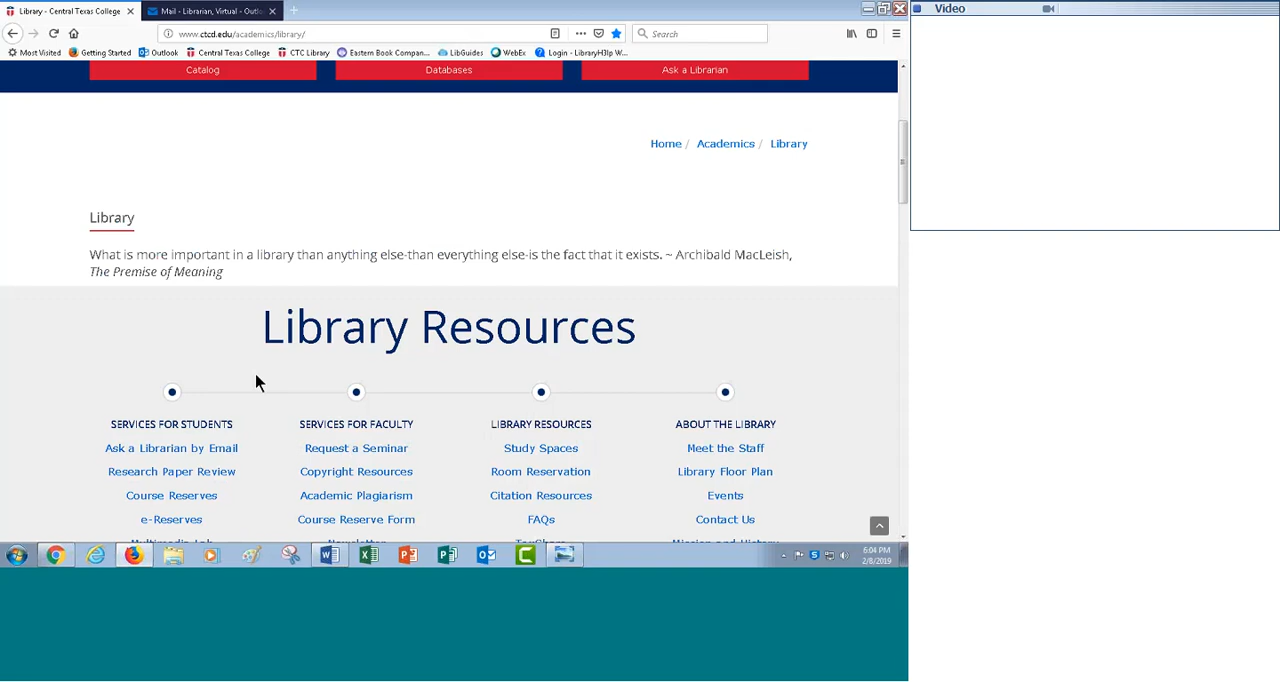 Library - Central Texas College
Mail - Librarian, Virtual - Outlo
Video
www.ctcd.edu/academics/library/
Search
Most Visited Getting Started Outlook Central Texas College CTC Library Eastern Book Compan... LibGuides WebEx Login - LibraryH3lp W...
Catalog Databases Ask a Librarian
Home / Academics / Library
Library
What is more important in a library than anything else-than everything else-is the fact that it exists. ~ Archibald MacLeish,
The Premise of Meaning
Library Resources
SERVICES FOR STUDENTS SERVICES FOR FACULTY LIBRARY RESOURCES ABOUT THE LIBRARY
Ask a Librarian by Email Request a Seminar Study Spaces Meet the Staff
Research Paper Review Copyright Resources Room Reservation Library Floor Plan
Course Reserves Academic Plagiarism Citation Resources Events
e-Reserves Course Reserve Form FAQs Contact Us
6:04 PM
2/8/2019